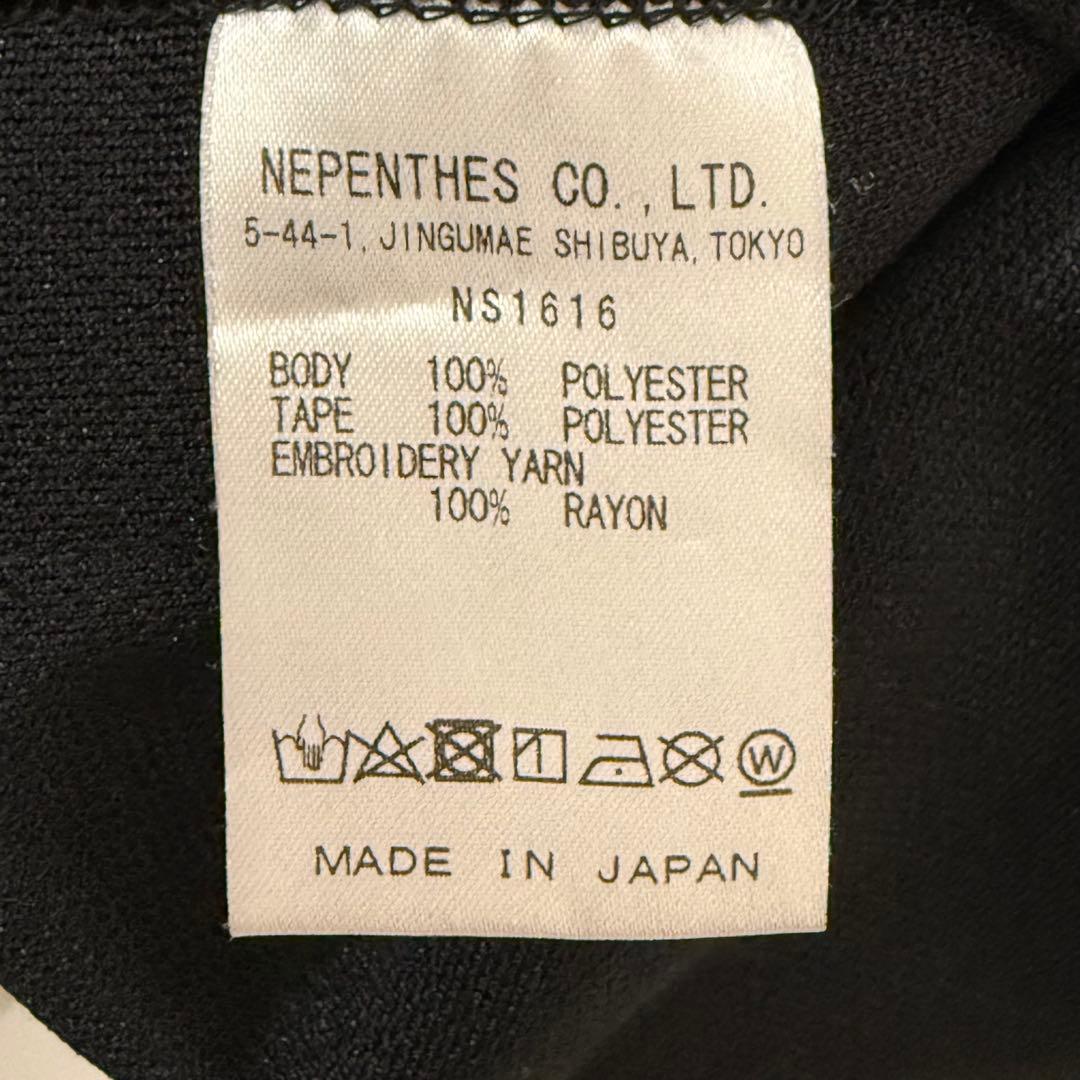 NEPENTHES CO., LTD.
5-44-1, JINGUMAE SHIBUYA, TOKYO
NS1616
BODY 100% POLYESTER
TAPE 100% POLYESTER
EMBROIDERY YARN
100% RAYON
W
MADE IN JAPAN